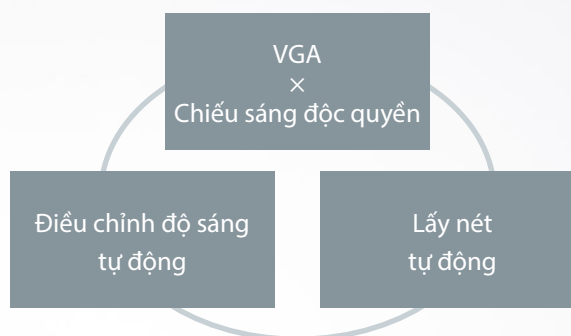 VGA
×
Chiếu sáng độc quyền
Điều chỉnh độ sáng
tự động
Lấy nét
tự động